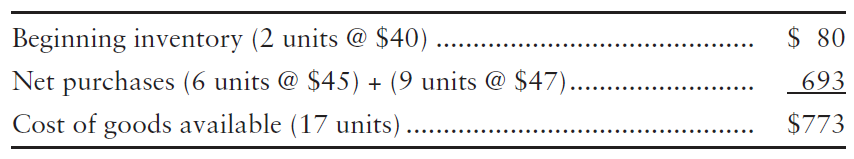 Beginning inventory (2 units @ $40) ............................................ $ 80
Net purchases (6 units @ $45) + (9 units @ $47)......................... 693
Cost of goods available (17 units) ................................................ $773